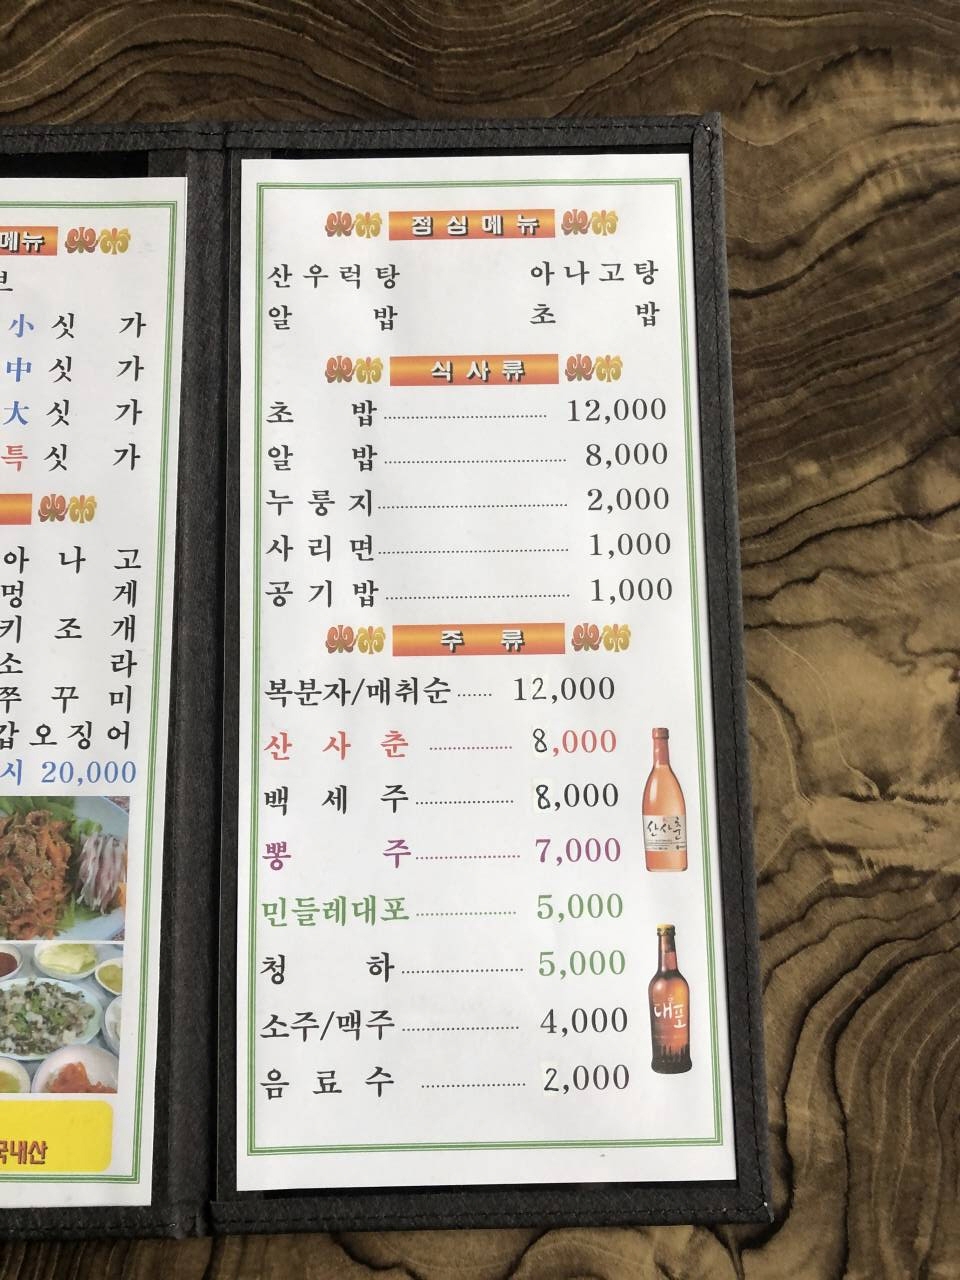 메뉴
小 싯 가
中 싯 가
大 싯 가
특 싯 가
아 나 고
멍 게
키 조 개
소 라
쭈 꾸 미
갑 오 징 어
시 20,000
국내산
점심메뉴
산우럭탕 아나고탕
알 밥 초 밥
식사류
초 밥 12,000
알 밥 8,000
누룽지 2,000
사리면 1,000
공기밥 1,000
주 류
복분자/매취순 12,000
산 사 춘 8,000
백 세 주 8,000
뽕 주 7,000
민들레대포 5,000
청 하 5,000
소주/맥주 4,000
음 료 수 2,000
산사춘
대포